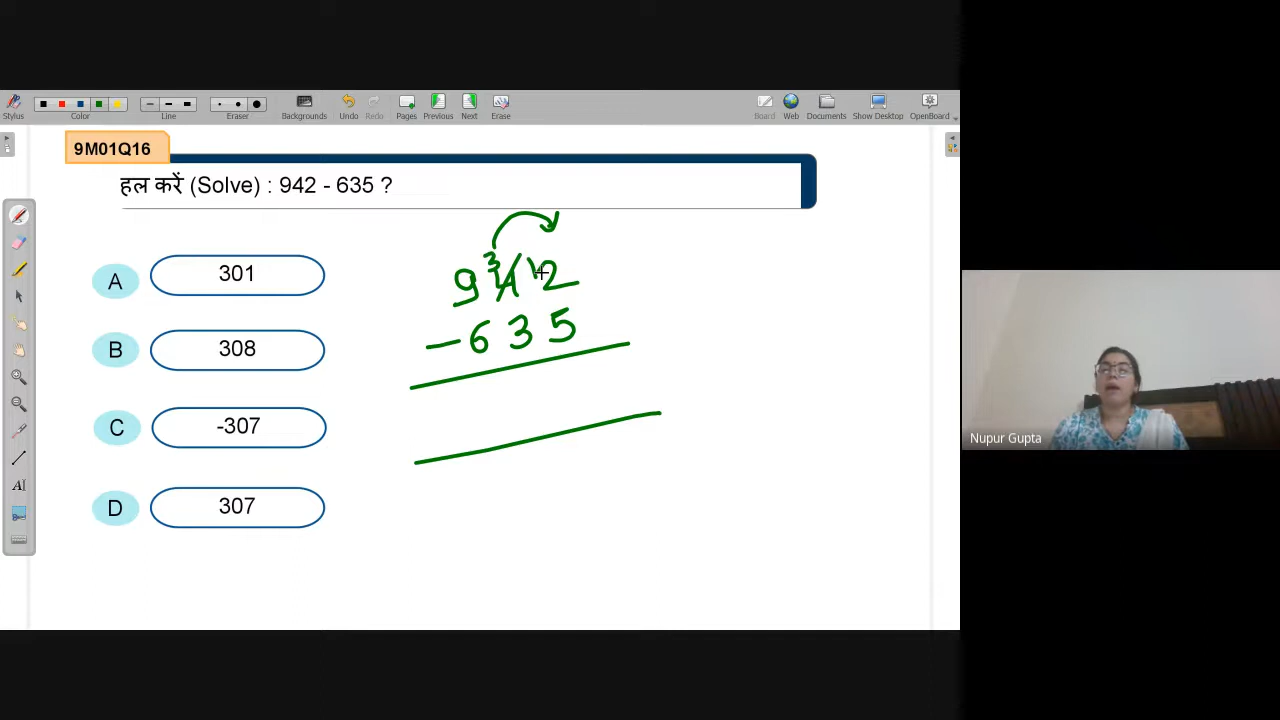 Stylus
Color
Line
Eraser
Backgrounds
Undo
Redo
Pages
Previous
Next
Erase
Board
Web
Documents
Show Desktop
OpenBoard
9M01Q16
हल करें (Solve) : 942 - 635 ?
A 301
B 308
C -307
D 307
3
9 4 12
- 6 3 5
Nupur Gupta